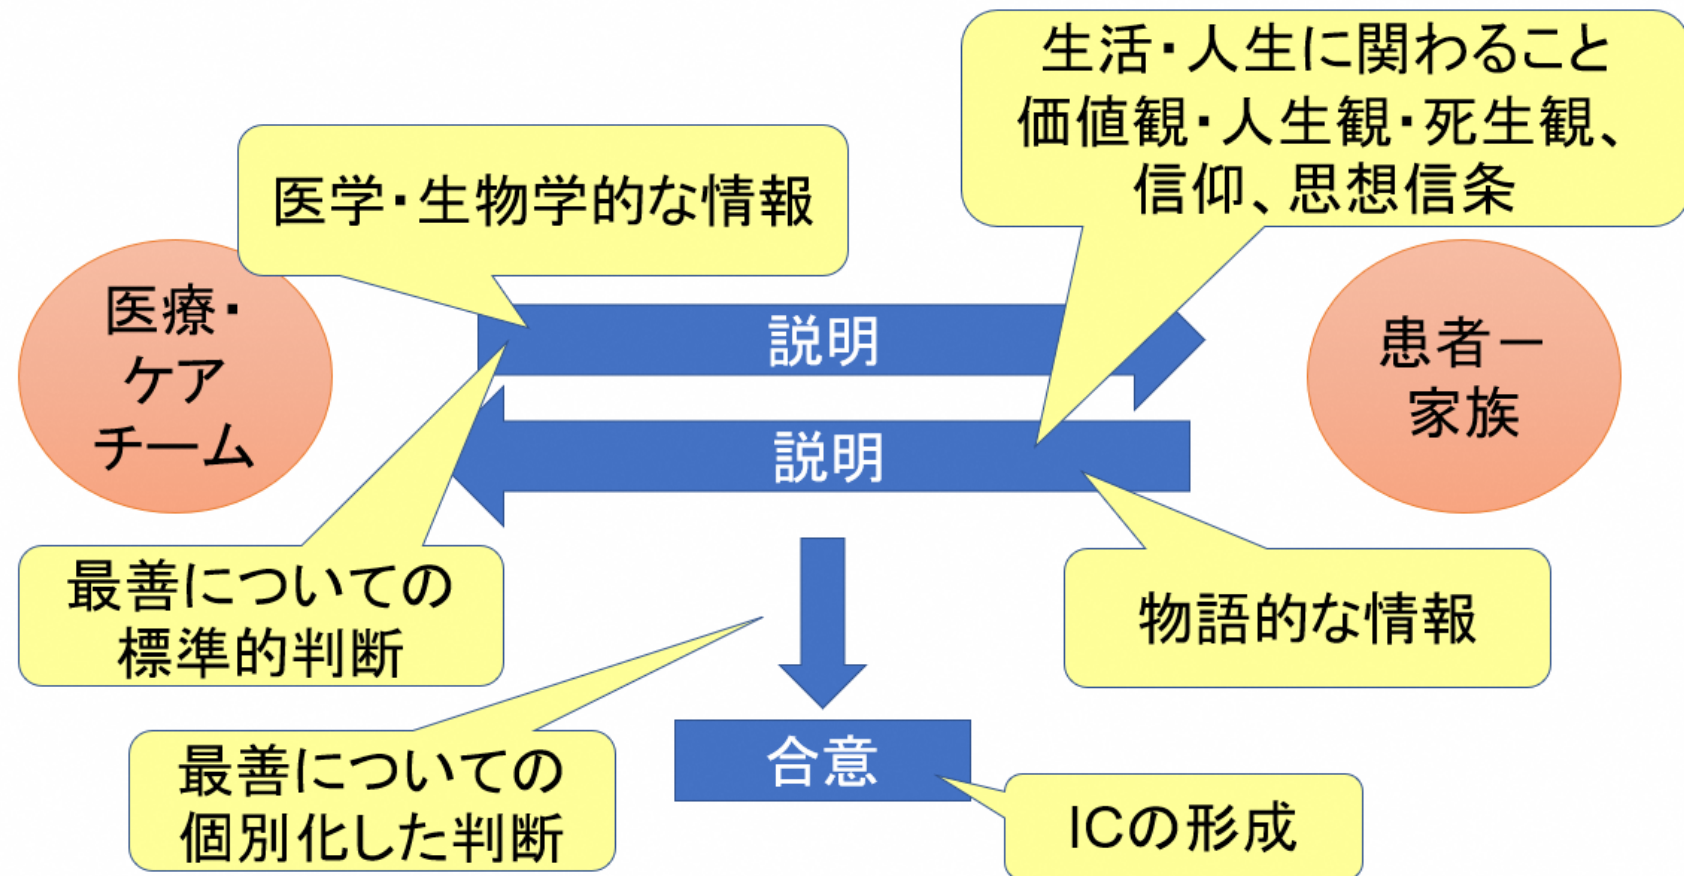 生活・人生に関わること
価値観・人生観・死生観、
信仰、思想信条
医学・生物学的な情報
医療・
ケア
チーム
説明
患者－
家族
説明
最善についての
標準的判断
物語的な情報
合意
最善についての
個別化した判断
ICの形成